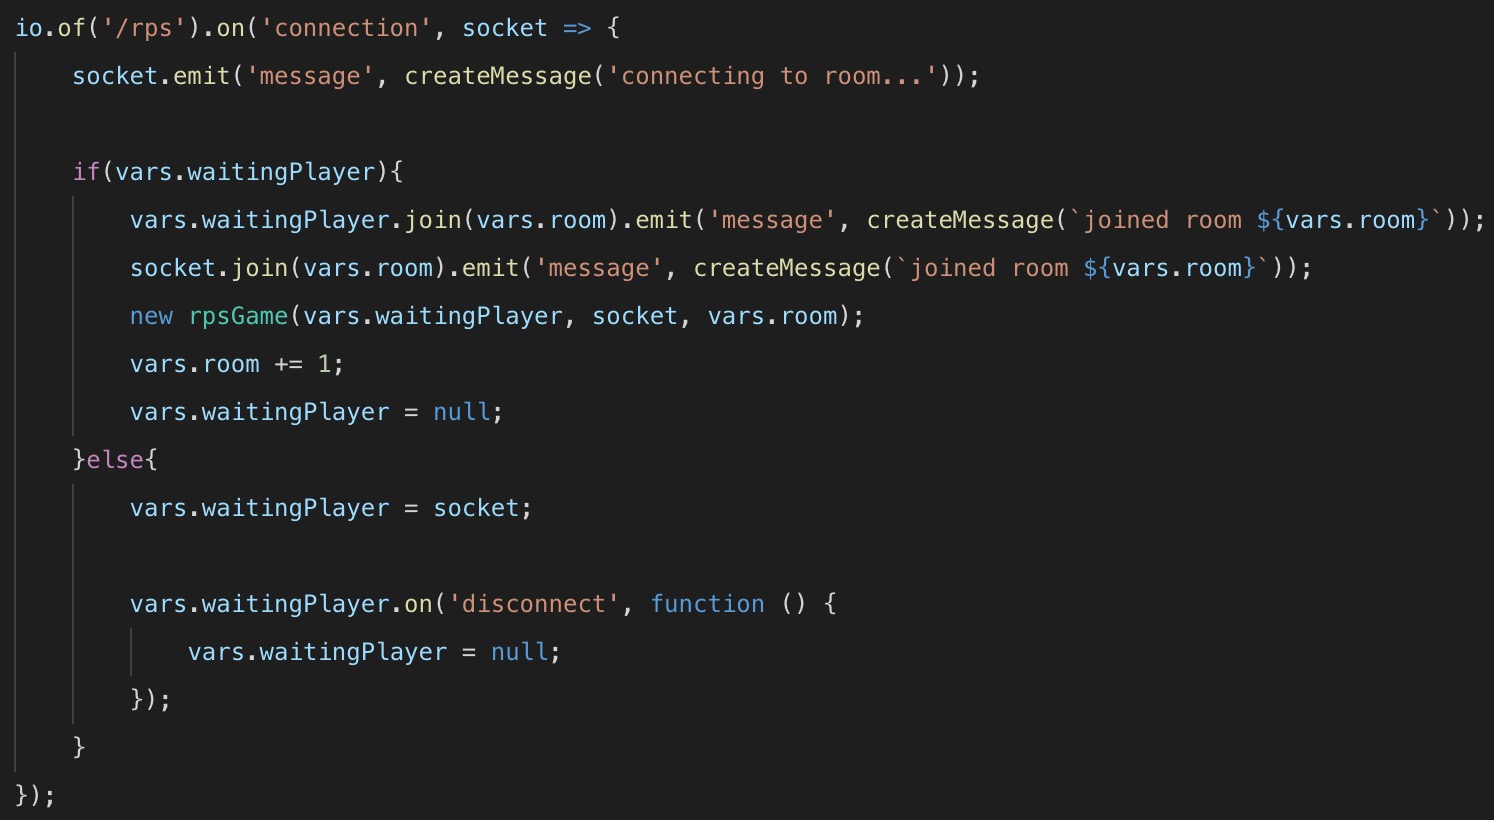 io.of('/rps').on('connection', socket => {
    socket.emit('message', createMessage('connecting to room...'));

    if(vars.waitingPlayer){
        vars.waitingPlayer.join(vars.room).emit('message', createMessage(`joined room ${vars.room}`));
        socket.join(vars.room).emit('message', createMessage(`joined room ${vars.room}`));
        new rpsGame(vars.waitingPlayer, socket, vars.room);
        vars.room += 1;
        vars.waitingPlayer = null;
    }else{
        vars.waitingPlayer = socket;

        vars.waitingPlayer.on('disconnect', function () {
            vars.waitingPlayer = null;
        });
    }
});